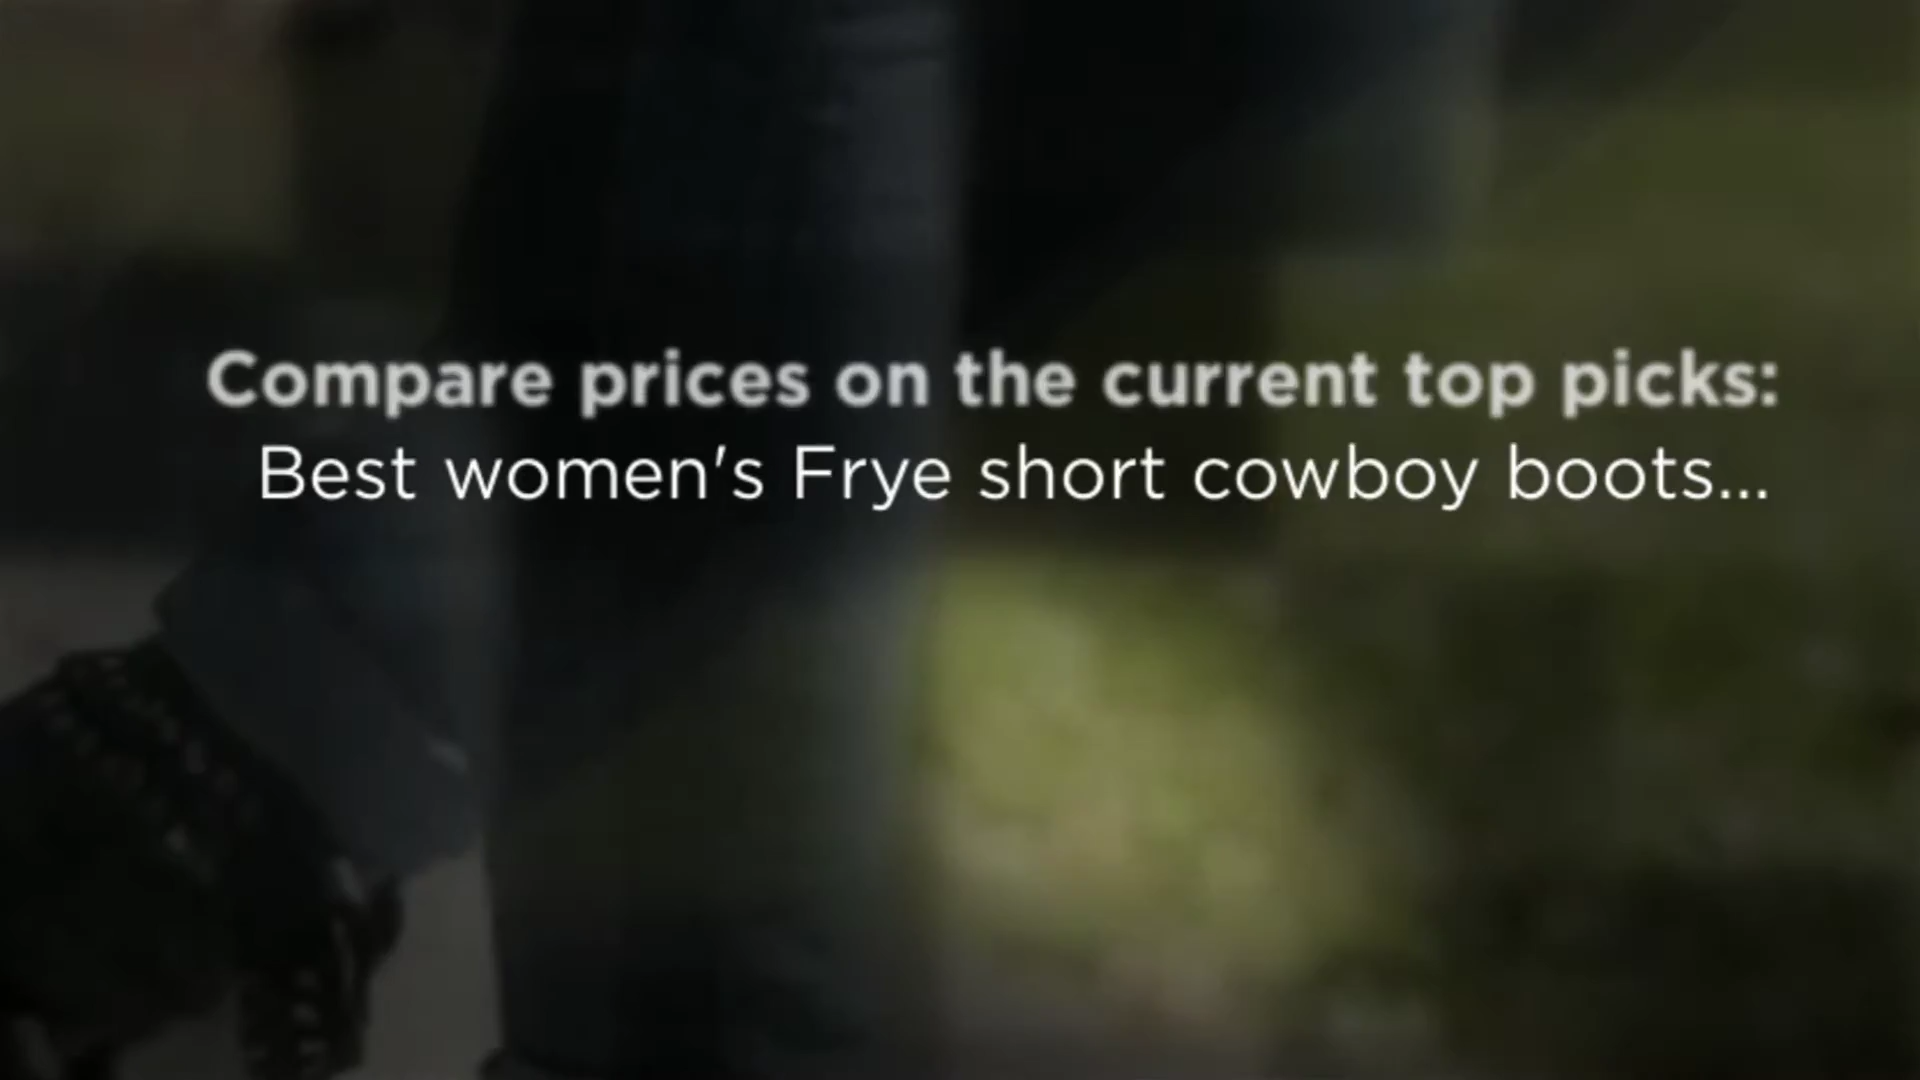 Compare prices on the current top picks:
Best women's Frye short cowboy boots...